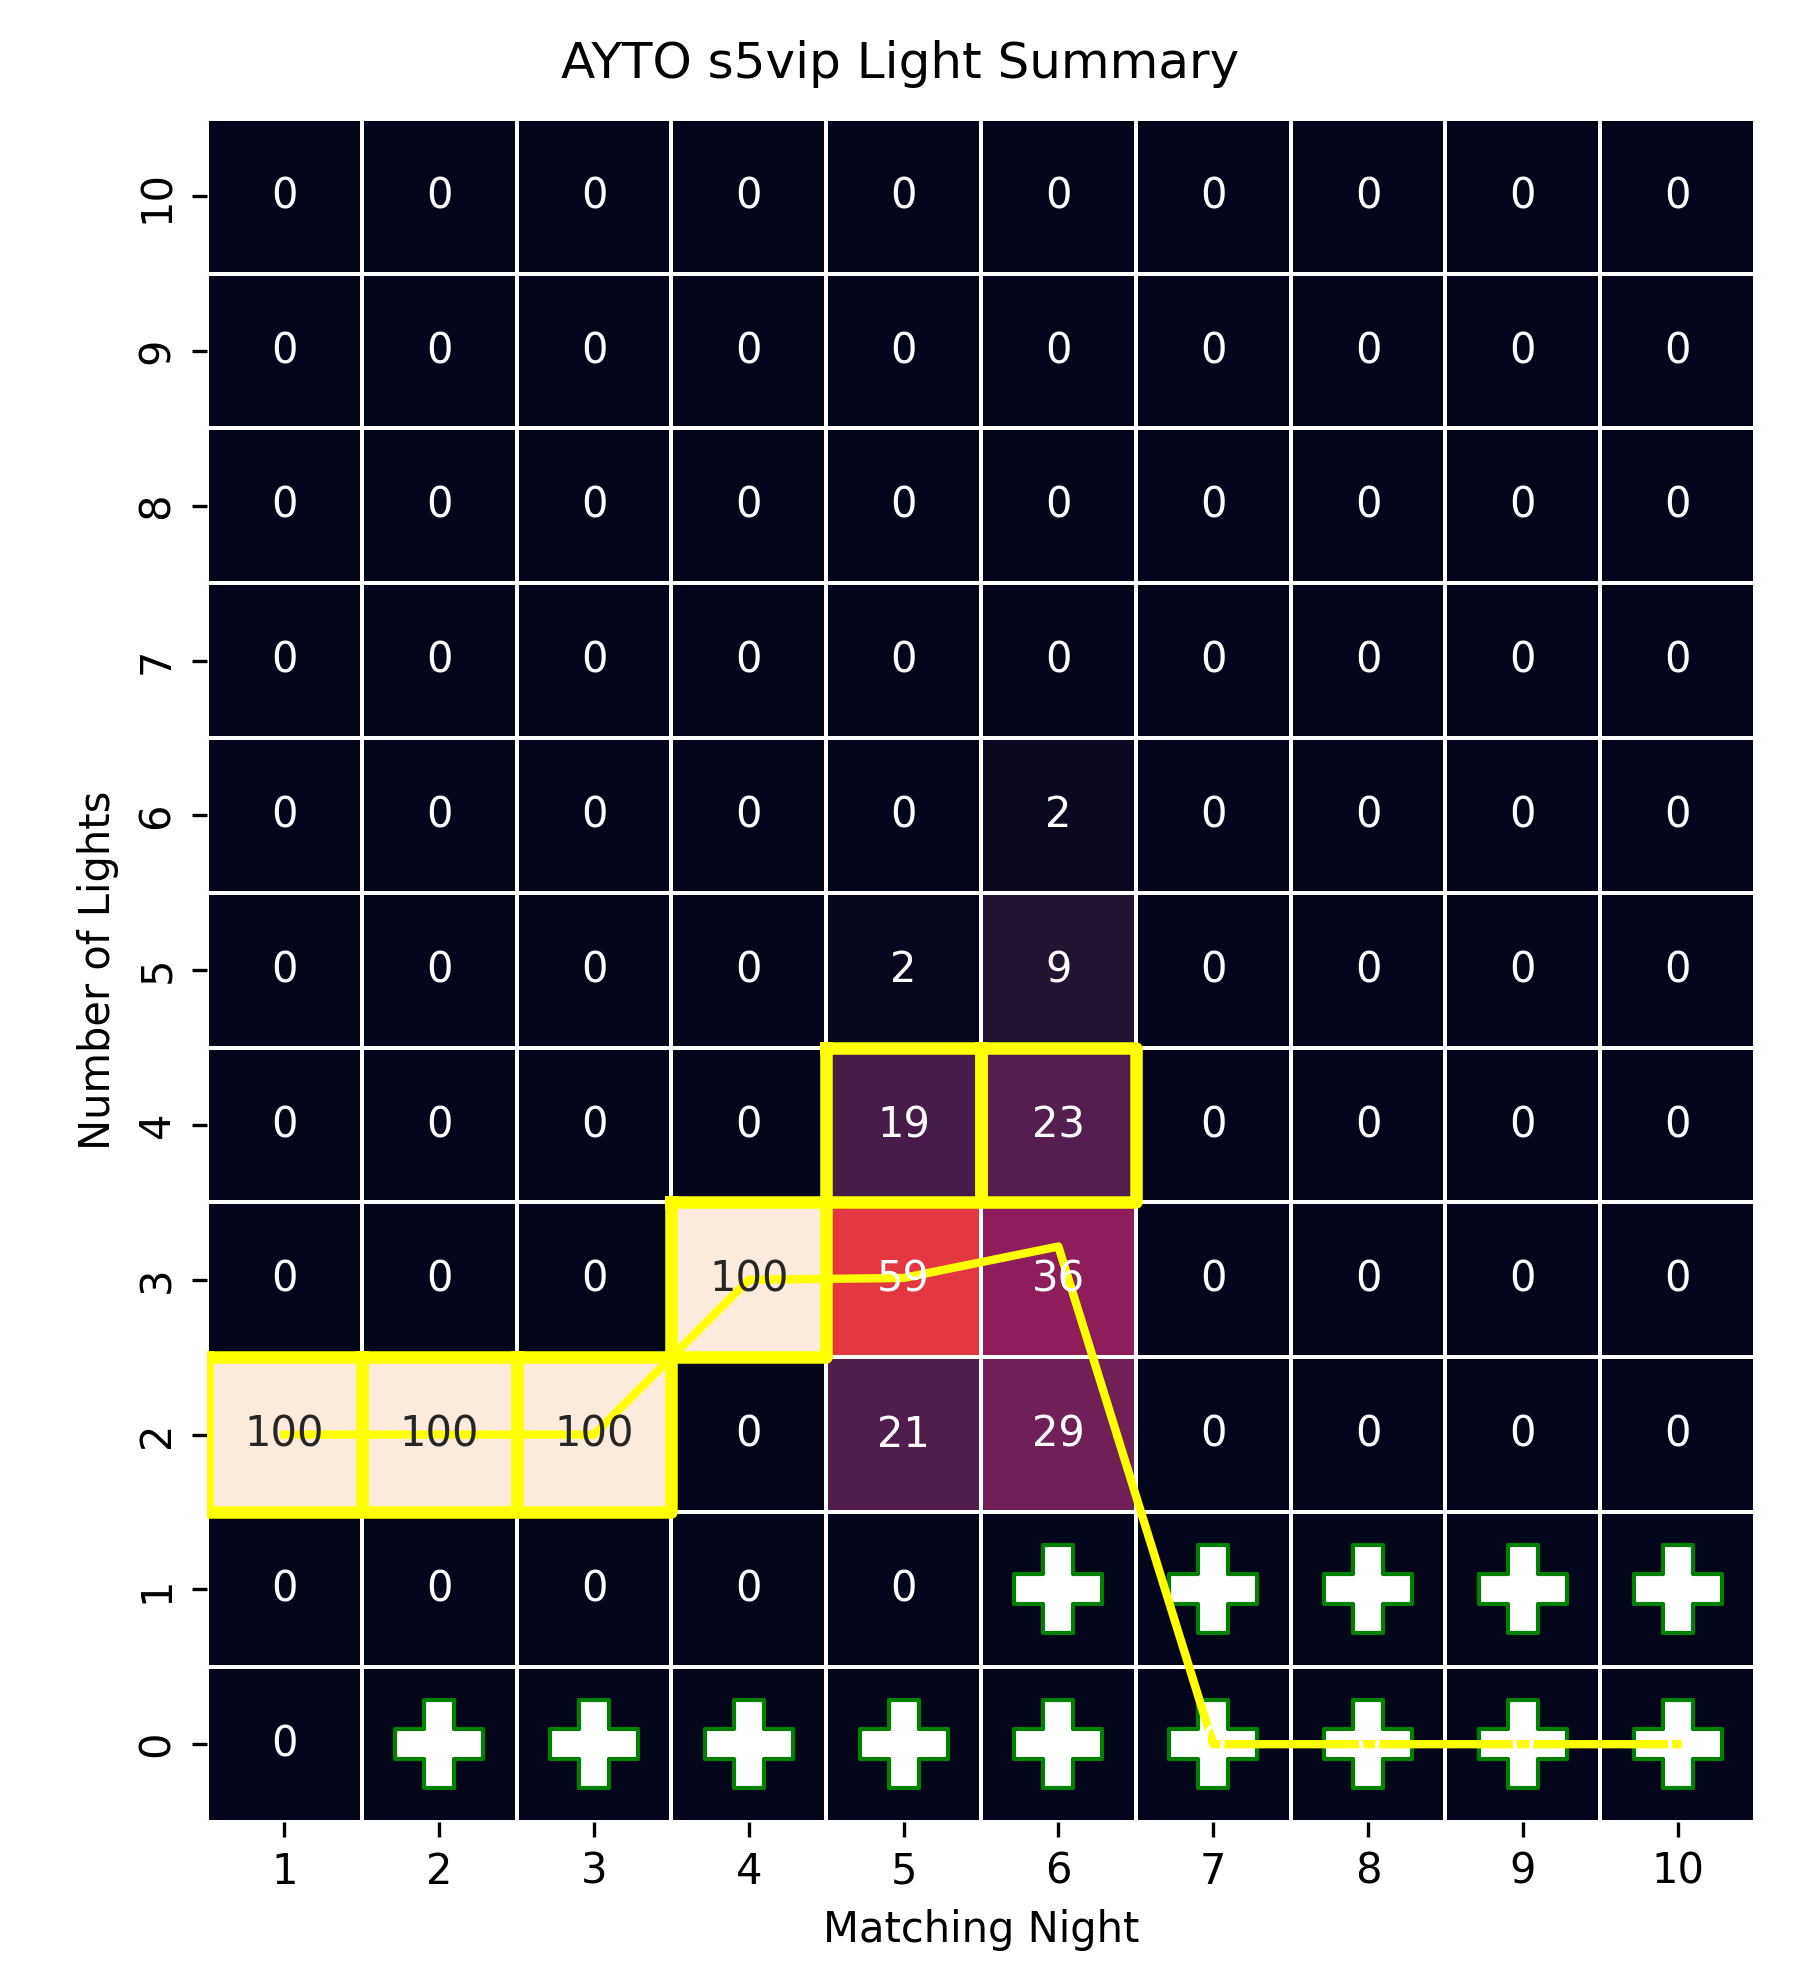 AYTO s5vip Light Summary
Number of Lights
10 0 0 0 0 0 0 0 0 0 0
9 0 0 0 0 0 0 0 0 0 0
8 0 0 0 0 0 0 0 0 0 0
7 0 0 0 0 0 0 0 0 0 0
6 0 0 0 0 0 2 0 0 0 0
5 0 0 0 0 2 9 0 0 0 0
4 0 0 0 0 19 23 0 0 0 0
3 0 0 0 100 59 36 0 0 0 0
2 100 100 100 0 21 29 0 0 0 0
1 0 0 0 0 0
0 0
1 2 3 4 5 6 7 8 9 10
Matching Night